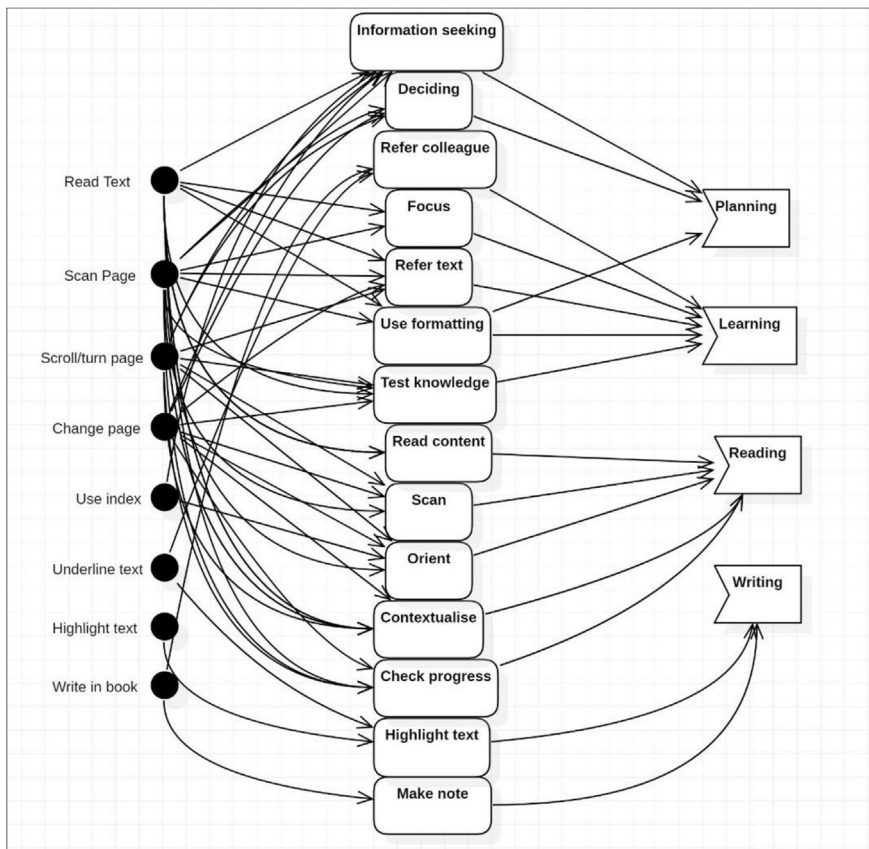 Read Text
Scan Page
Scroll/turn page
Change page
Use index
Underline text
Highlight text
Write in book
Information seeking
Deciding
Refer colleague
Focus
Refer text
Use formatting
Test knowledge
Read content
Scan
Orient
Contextualise
Check progress
Highlight text
Make note
Planning
Learning
Reading
Writing